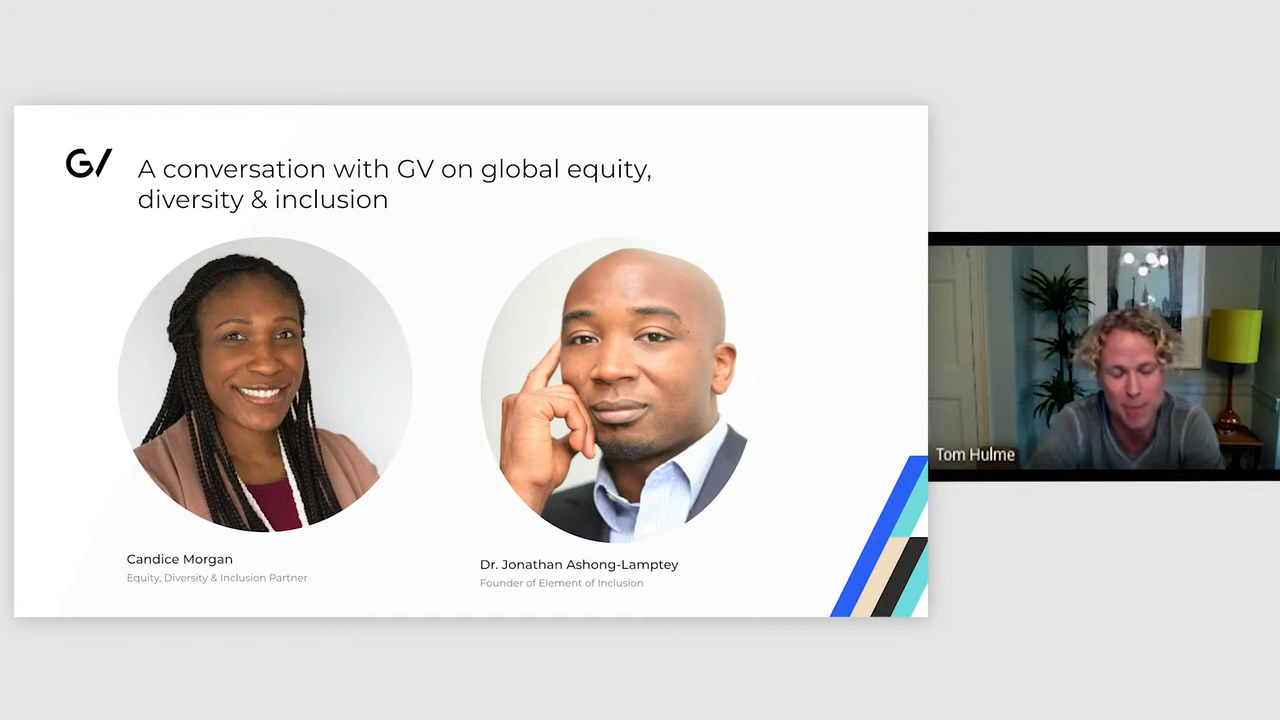 GV
A conversation with GV on global equity,
diversity & inclusion
Candice Morgan
Equity, Diversity & Inclusion Partner
Dr. Jonathan Ashong-Lamptey
Founder of Element of Inclusion
Tom Hulme